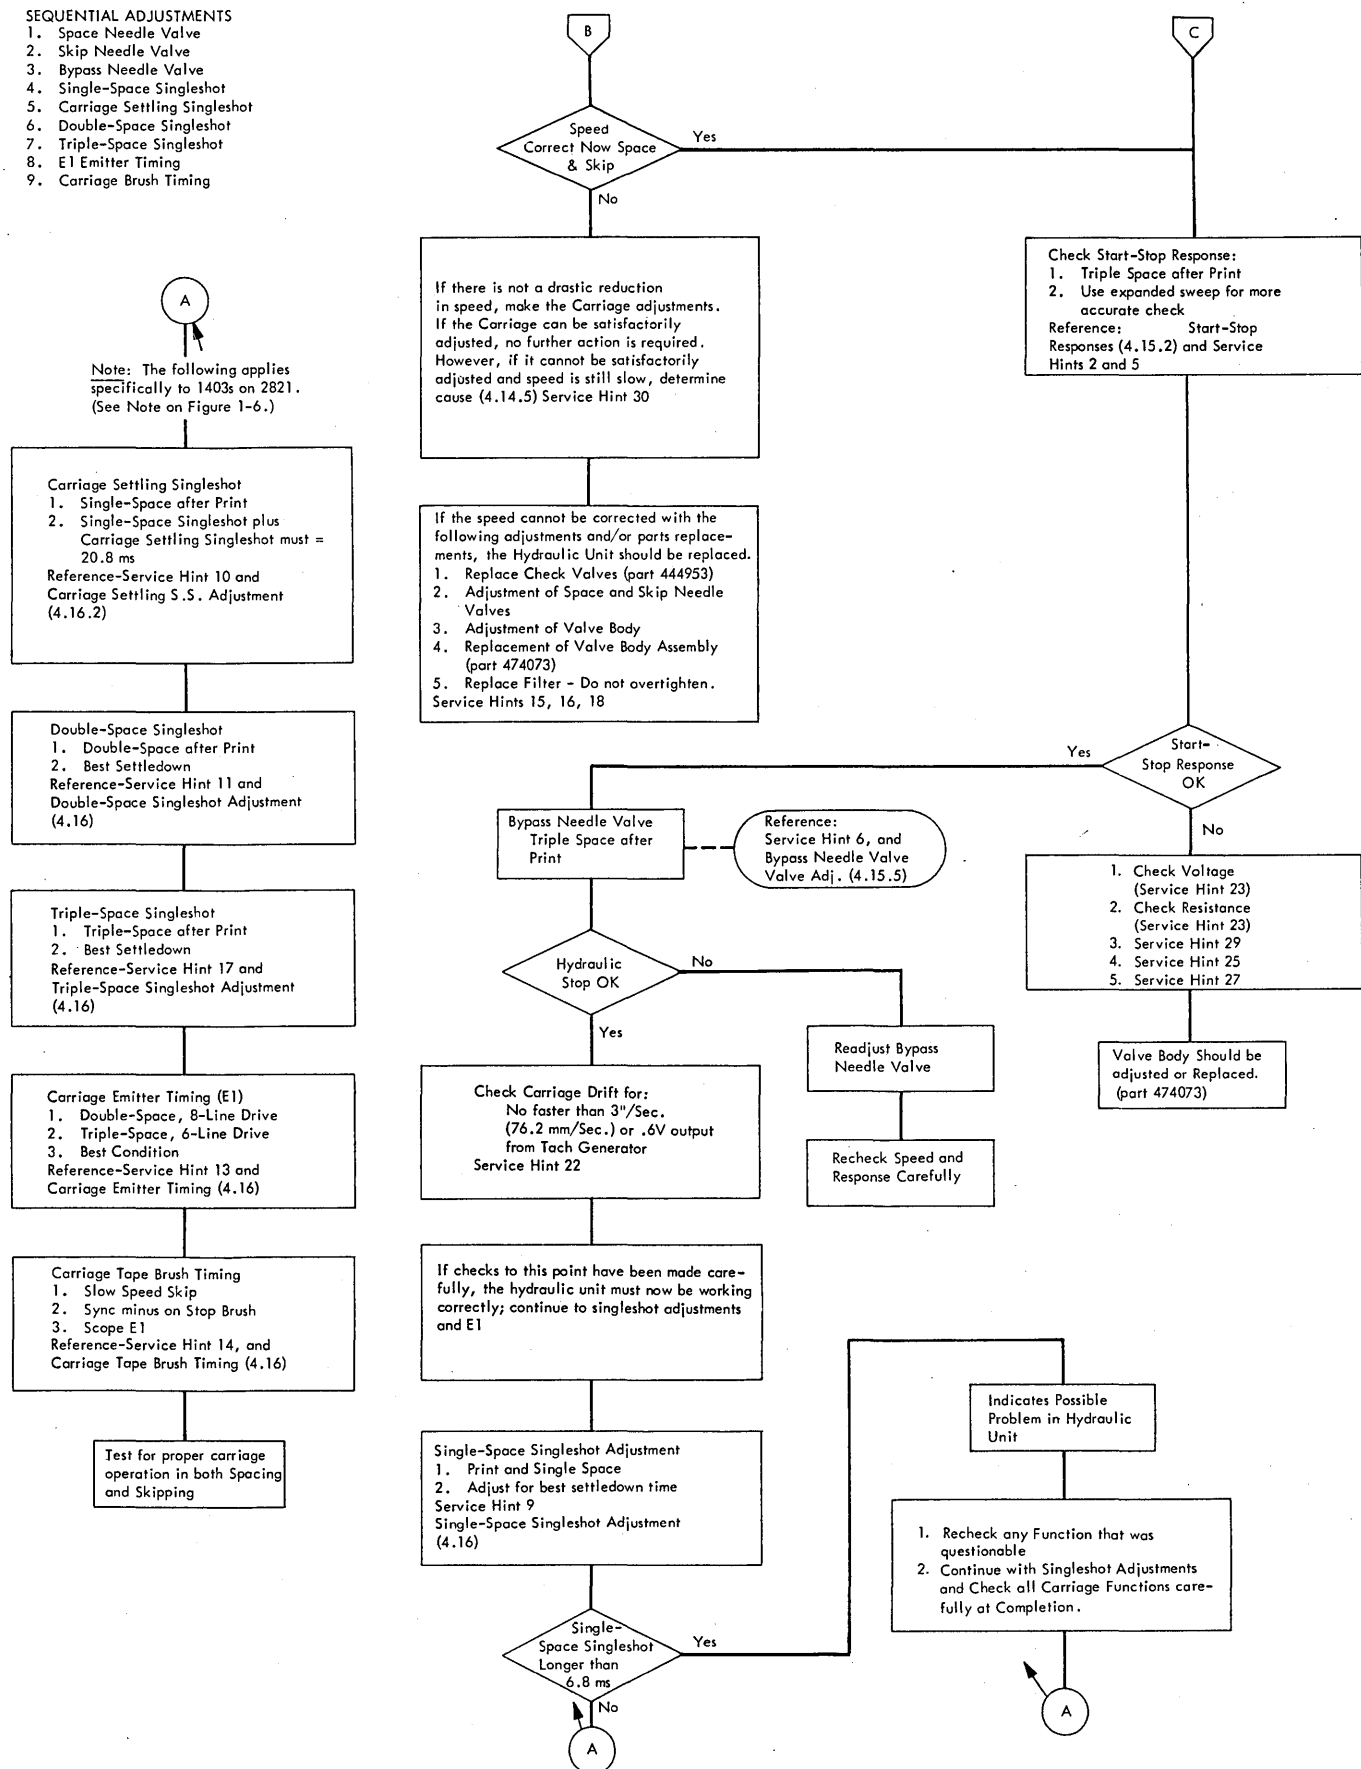 SEQUENTIAL ADJUSTMENTS
1. Space Needle Valve
2. Skip Needle Valve
3. Bypass Needle Valve
4. Single-Space Singleshot
5. Carriage Settling Singleshot
6. Double-Space Singleshot
7. Triple-Space Singleshot
8. E1 Emitter Timing
9. Carriage Brush Timing
A
Note: The following applies
specifically to 1403s on 2821.
(See Note on Figure 1-6.)
Carriage Settling Singleshot
1. Single-Space after Print
2. Single-Space Singleshot plus
Carriage Settling Singleshot must =
20.8 ms
Reference-Service Hint 10 and
Carriage Settling S.S. Adjustment
(4.16.2)
Double-Space Singleshot
1. Double-Space after Print
2. Best Settledown
Reference-Service Hint 11 and
Double-Space Singleshot Adjustment
(4.16)
Triple-Space Singleshot
1. Triple-Space after Print
2. Best Settledown
Reference-Service Hint 17 and
Triple-Space Singleshot Adjustment
(4.16)
Carriage Emitter Timing (E1)
1. Double-Space, 8-Line Drive
2. Triple-Space, 6-Line Drive
3. Best Condition
Reference-Service Hint 13 and
Carriage Emitter Timing (4.16)
Carriage Tape Brush Timing
1. Slow Speed Skip
2. Sync minus on Stop Brush
3. Scope E1
Reference-Service Hint 14, and
Carriage Tape Brush Timing (4.16)
Test for proper carriage
operation in both Spacing
and Skipping
B
Speed
Correct Now Space
& Skip
Yes
No
If there is not a drastic reduction
in speed, make the Carriage adjustments.
If the Carriage can be satisfactorily
adjusted, no further action is required.
However, if it cannot be satisfactorily
adjusted and speed is still slow, determine
cause (4.14.5) Service Hint 30
If the speed cannot be corrected with the
following adjustments and/or parts replace-
ments, the Hydraulic Unit should be replaced.
1. Replace Check Valves (part 444953)
2. Adjustment of Space and Skip Needle
Valves
3. Adjustment of Valve Body
4. Replacement of Valve Body Assembly
(part 474073)
5. Replace Filter - Do not overtighten.
Service Hints 15, 16, 18
C
Check Start-Stop Response:
1. Triple Space after Print
2. Use expanded sweep for more
accurate check
Reference: Start-Stop
Responses (4.15.2) and Service
Hints 2 and 5
Start-
Stop Response
OK
Yes
No
1. Check Voltage
(Service Hint 23)
2. Check Resistance
(Service Hint 23)
3. Service Hint 29
4. Service Hint 25
5. Service Hint 27
Valve Body Should be
adjusted or Replaced.
(part 474073)
Bypass Needle Valve
Triple Space after
Print
Reference:
Service Hint 6, and
Bypass Needle Valve
Valve Adj. (4.15.5)
Hydraulic
Stop OK
No
Yes
Readjust Bypass
Needle Valve
Recheck Speed and
Response Carefully
Check Carriage Drift for:
No faster than 3"/Sec.
(76.2 mm/Sec.) or .6V output
from Tach Generator
Service Hint 22
If checks to this point have been made care-
fully, the hydraulic unit must now be working
correctly; continue to singleshot adjustments
and E1
Single-Space Singleshot Adjustment
1. Print and Single Space
2. Adjust for best settledown time
Service Hint 9
Single-Space Singleshot Adjustment
(4.16)
Single-
Space Singleshot
Longer than
6.8 ms
Yes
No
A
Indicates Possible
Problem in Hydraulic
Unit
1. Recheck any Function that was
questionable
2. Continue with Singleshot Adjustments
and Check all Carriage Functions care-
fully at Completion.
A